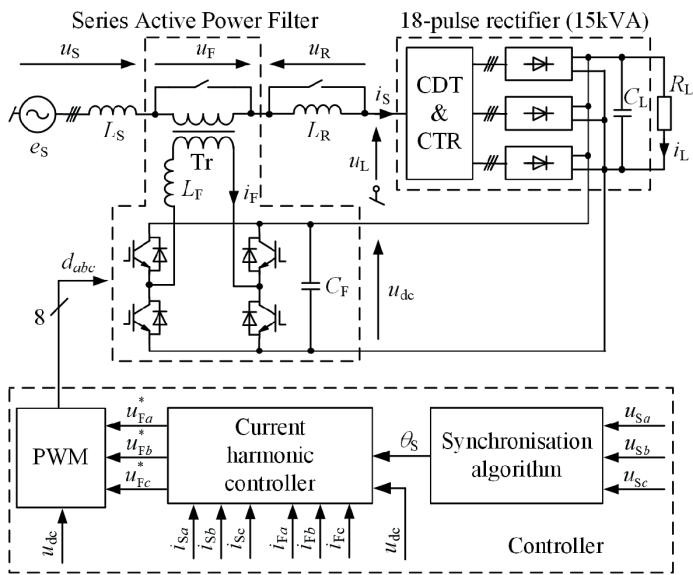 Series Active Power Filter
18-pulse rectifier (15kVA)
uS
uF
uR
eS
LS
Tr
LR
iS
CDT
&
CTR
CL
RL
iL
uL
LF
iF
CF
udc
dabc
8
PWM
u*Fa
u*Fb
u*Fc
Current
harmonic
controller
θS
Synchronisation
algorithm
uSa
uSb
uSc
udc
iSa
iSb
iSc
iFa
iFb
iFc
udc
Controller